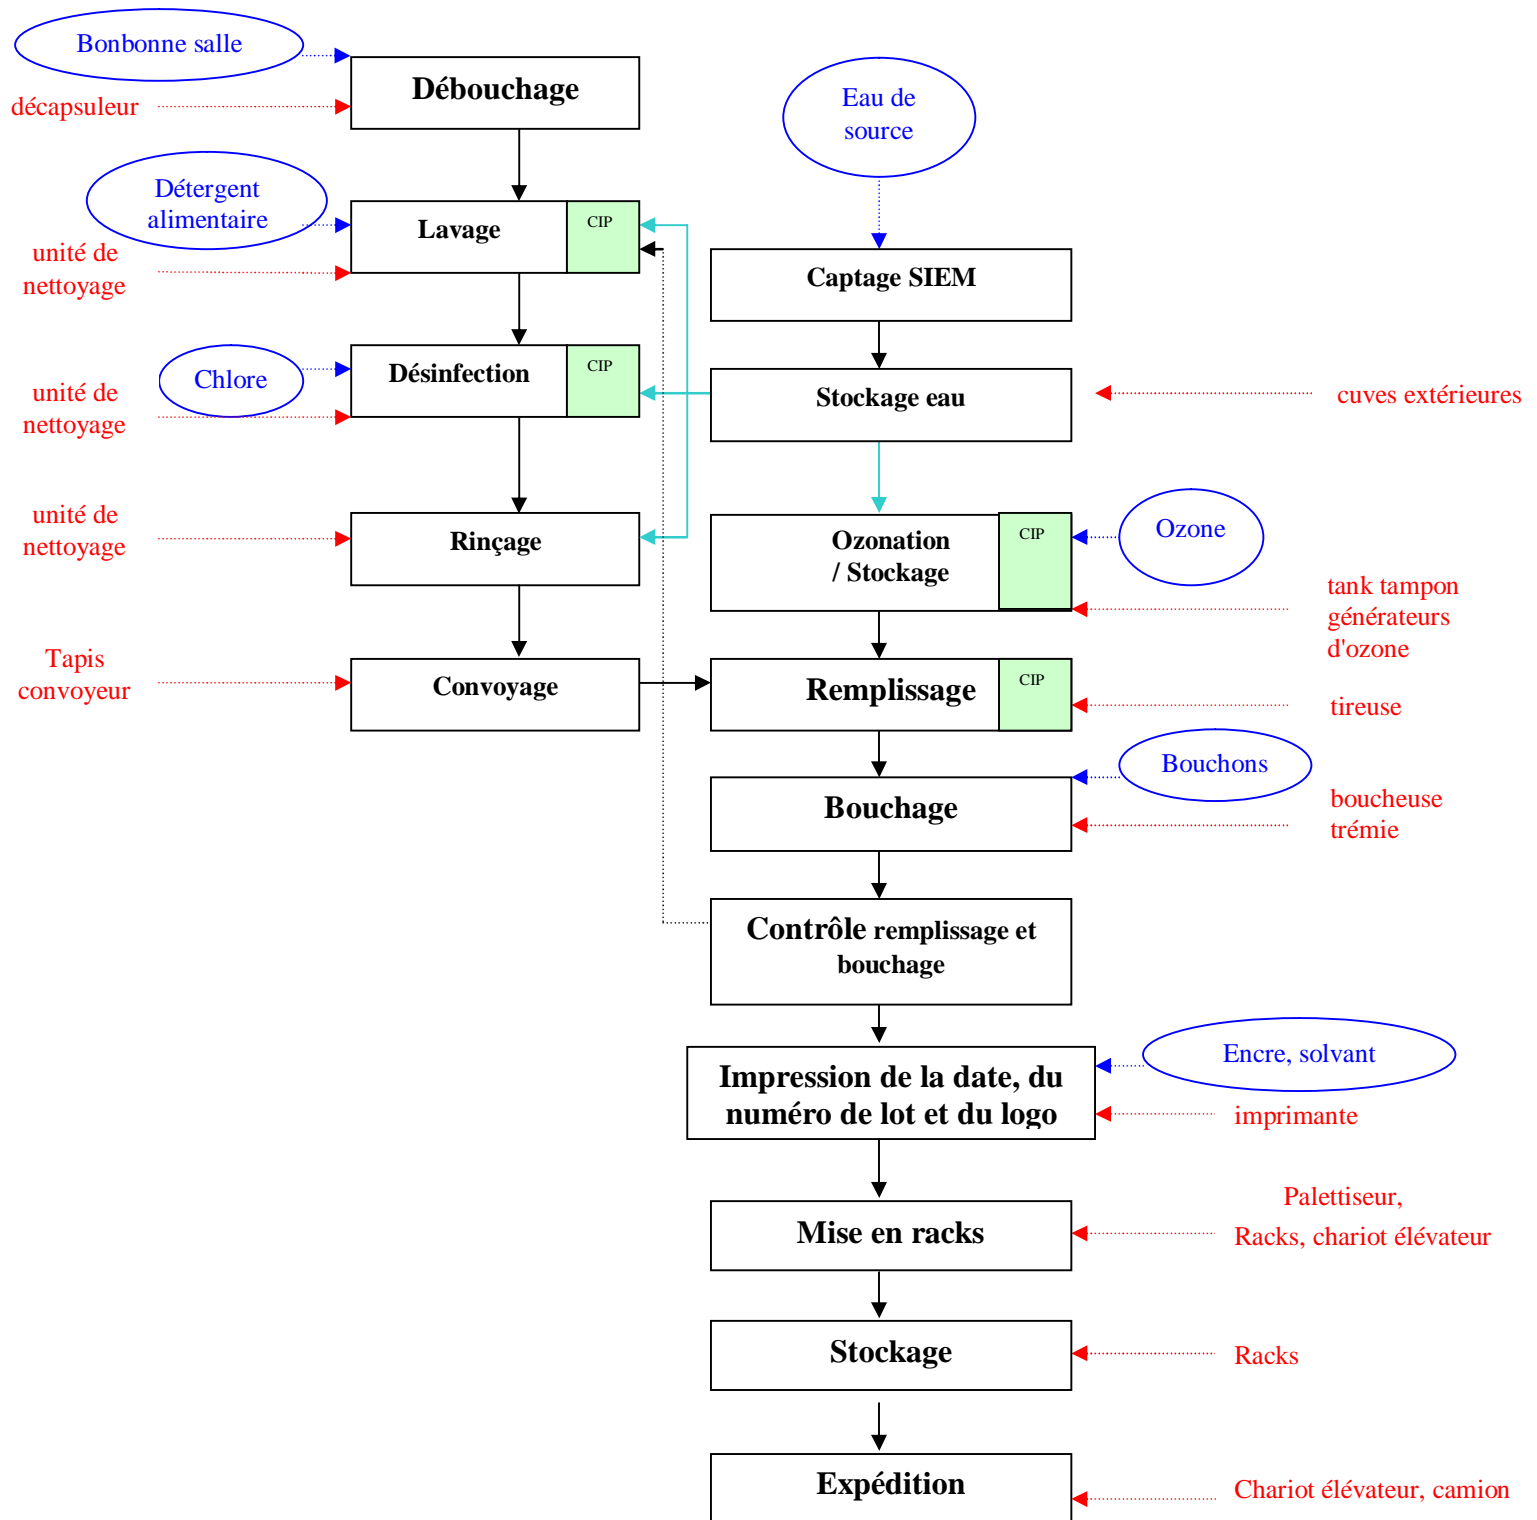 Bonbonne salle
Débouchage
décapsuleur
Eau de
source
Détergent
alimentaire
Lavage
CIP
unité de
nettoyage
Captage SIEM
Chlore
Désinfection
CIP
unité de
nettoyage
Stockage eau
cuves extérieures
unité de
nettoyage
Rinçage
Ozonation
/ Stockage
CIP
Ozone
tank tampon
générateurs
d'ozone
Tapis
convoyeur
Convoyage
Remplissage
CIP
tireuse
Bouchons
Bouchage
boucheuse
trémie
Contrôle remplissage et
bouchage
Encre, solvant
Impression de la date, du
numéro de lot et du logo
imprimante
Palettiseur,
Mise en racks
Racks, chariot élévateur
Stockage
Racks
Expédition
Chariot élévateur, camion